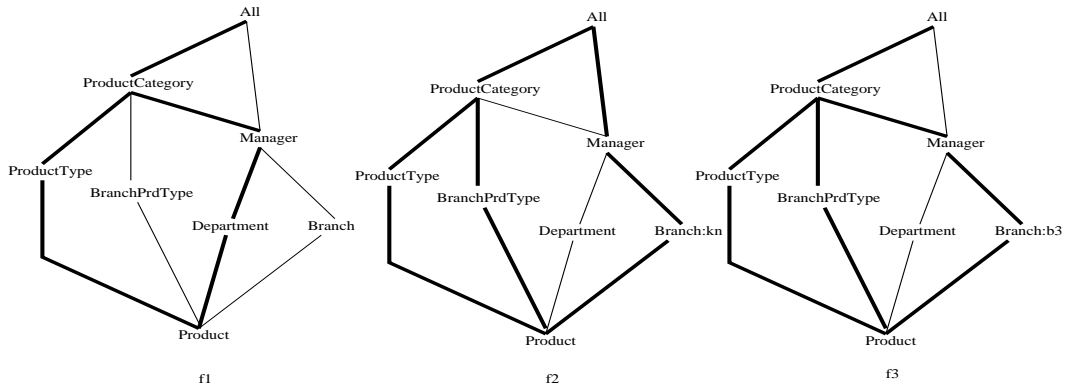 All
ProductCategory
Manager
ProductType
BranchPrdType
Department
Branch
Product
f1
All
ProductCategory
Manager
ProductType
BranchPrdType
Department
Branch:kn
Product
f2
All
ProductCategory
Manager
ProductType
BranchPrdType
Department
Branch:b3
Product
f3